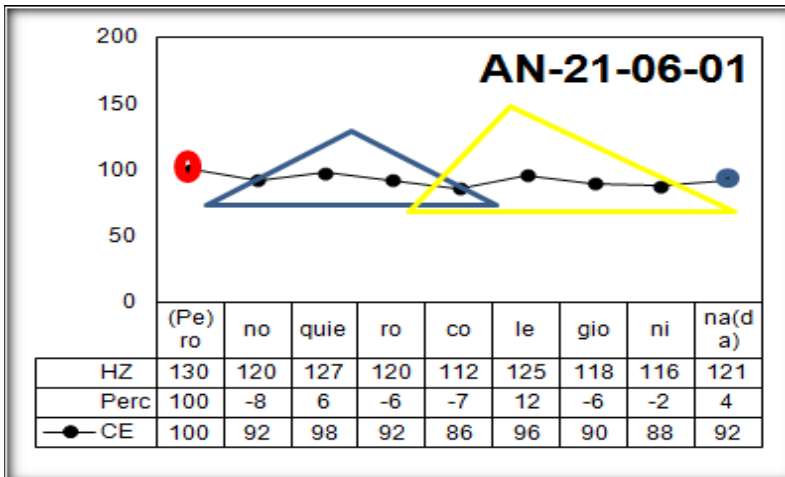 200
AN-21-06-01
150
100
50
0
(Pe) no quie ro co le gio ni na(d
ro a)
HZ 130 120 127 120 112 125 118 116 121
Perc 100 -8 6 -6 -7 12 -6 -2 4
CE 100 92 98 92 86 96 90 88 92